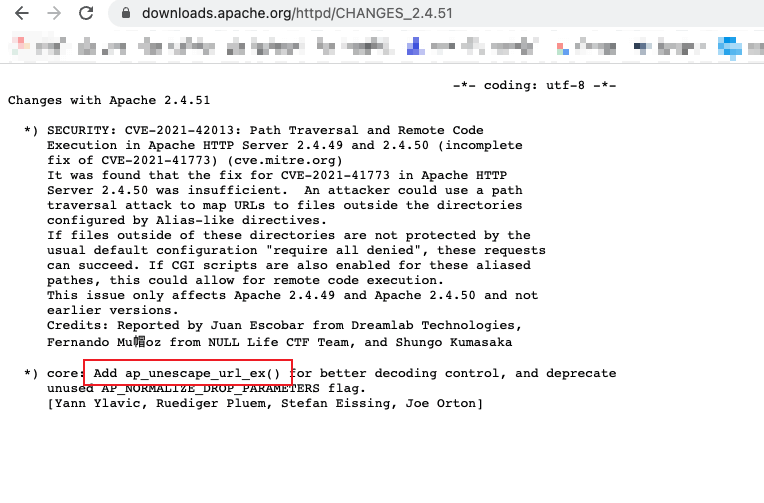 downloads.apache.org/httpd/CHANGES_2.4.51
-*- coding: utf-8 -*-
Changes with Apache 2.4.51
*) SECURITY: CVE-2021-42013: Path Traversal and Remote Code
Execution in Apache HTTP Server 2.4.49 and 2.4.50 (incomplete
fix of CVE-2021-41773) (cve.mitre.org)
It was found that the fix for CVE-2021-41773 in Apache HTTP
Server 2.4.50 was insufficient.  An attacker could use a path
traversal attack to map URLs to files outside the directories
configured by Alias-like directives.
If files outside of these directories are not protected by the
usual default configuration "require all denied", these requests
can succeed. If CGI scripts are also enabled for these aliased
pathes, this could allow for remote code execution.
This issue only affects Apache 2.4.49 and Apache 2.4.50 and not
earlier versions.
Credits: Reported by Juan Escobar from Dreamlab Technologies,
Fernando Mu帽oz from NULL Life CTF Team, and Shungo Kumasaka
*) core: Add ap_unescape_url_ex() for better decoding control, and deprecate
unused AP_NORMALIZE_DROP_PARAMETERS flag.
[Yann Ylavic, Ruediger Pluem, Stefan Eissing, Joe Orton]